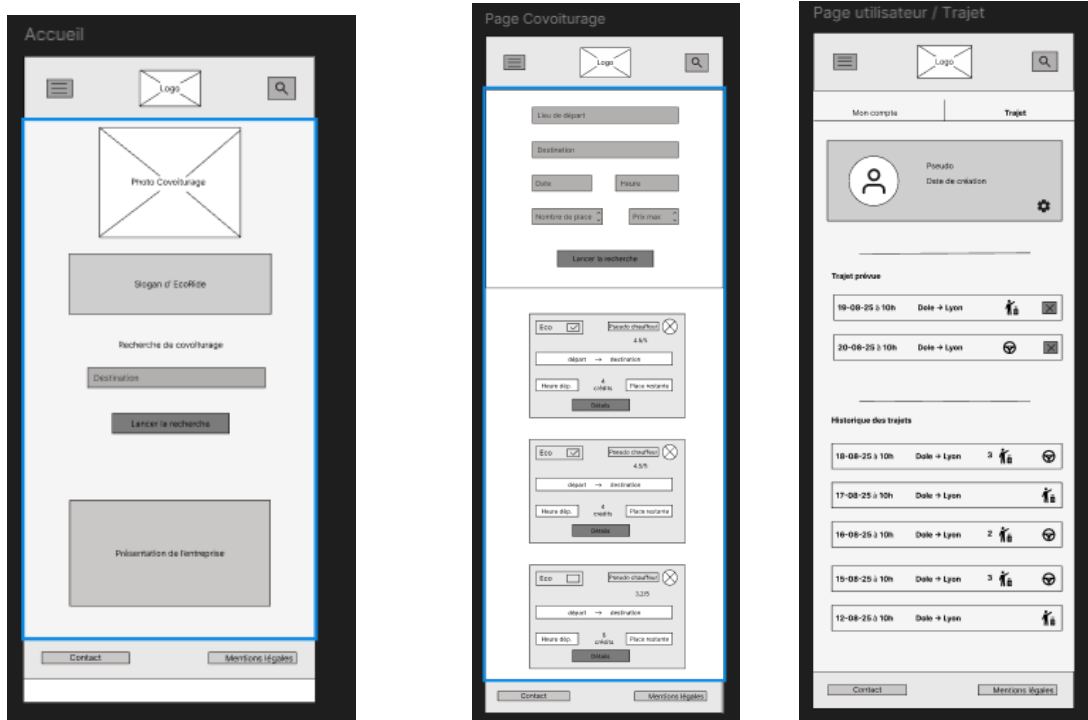 Accueil
Logo
Photo Covoiturage
Slogan d' EcoRide
Recherche de covoiturage
Destination
Lancer la recherche
Présentation de l'entreprise
Contact
Mentions légales
Page Covoiturage
Logo
Lieu de départ
Destination
Date
Heure
Nombre de place
Prix max
Lancer la recherche
Eco
Pseudo chauffeur
4.5/5
départ → destination
Heure dép.
4 crédits
Place restante
Détails
Eco
Pseudo chauffeur
4.5/5
départ → destination
Heure dép.
4 crédits
Place restante
Détails
Eco
Pseudo chauffeur
3.2/5
départ → destination
Heure dép.
crédits
Place restante
Détails
Contact
Mentions légales
Page utilisateur / Trajet
Logo
Mon compte
Trajet
Pseudo
Date de création
Trajet prévue
19-08-25 à 10h Dole → Lyon
20-08-25 à 10h Dole → Lyon
Historique des trajets
18-08-25 à 10h Dole → Lyon 3
17-08-25 à 10h Dole → Lyon
16-08-25 à 10h Dole → Lyon 2
15-08-25 à 10h Dole → Lyon 3
12-08-25 à 10h Dole → Lyon
Contact
Mentions légales